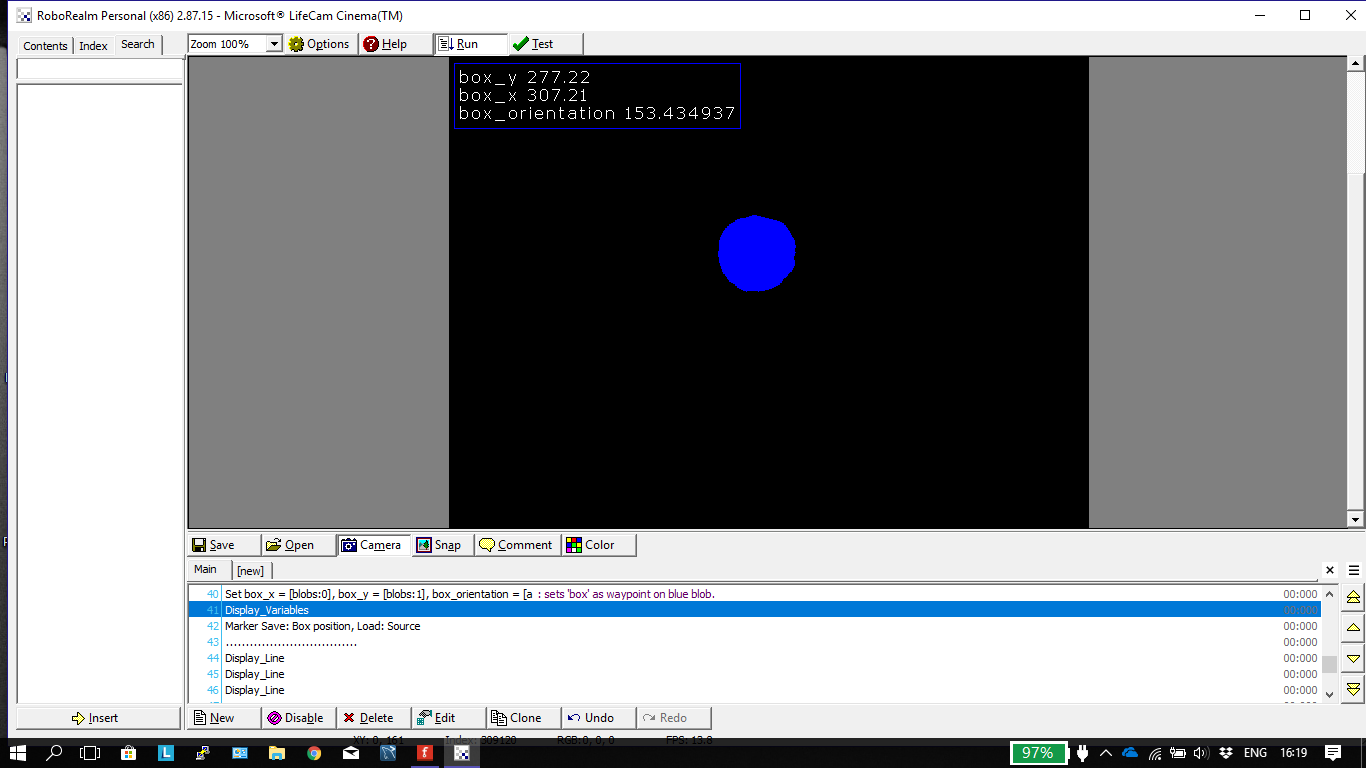 RoboRealm Personal (x86) 2.87.15 - Microsoft® LifeCam Cinema(TM)
Contents Index Search
Zoom 100% Options Help Run Test
box_y 277.22
box_x 307.21
box_orientation 153.434937
Save Open Camera Snap Comment Color
Main [new]
40 Set box_x = [blobs:0], box_y = [blobs:1], box_orientation = [a : sets 'box' as waypoint on blue blob. 00:000
41 Display_Variables 00:000
42 Marker Save: Box position, Load: Source 00:000
43 ................................. 00:000
44 Display_Line 00:000
45 Display_Line 00:000
46 Display_Line 00:000
Insert New Disable Delete Edit Clone Undo Redo
XY: 0, 161 Index: 309120 RGB: 0, 0, 0 FPS: 13.8
97% ENG 16:19